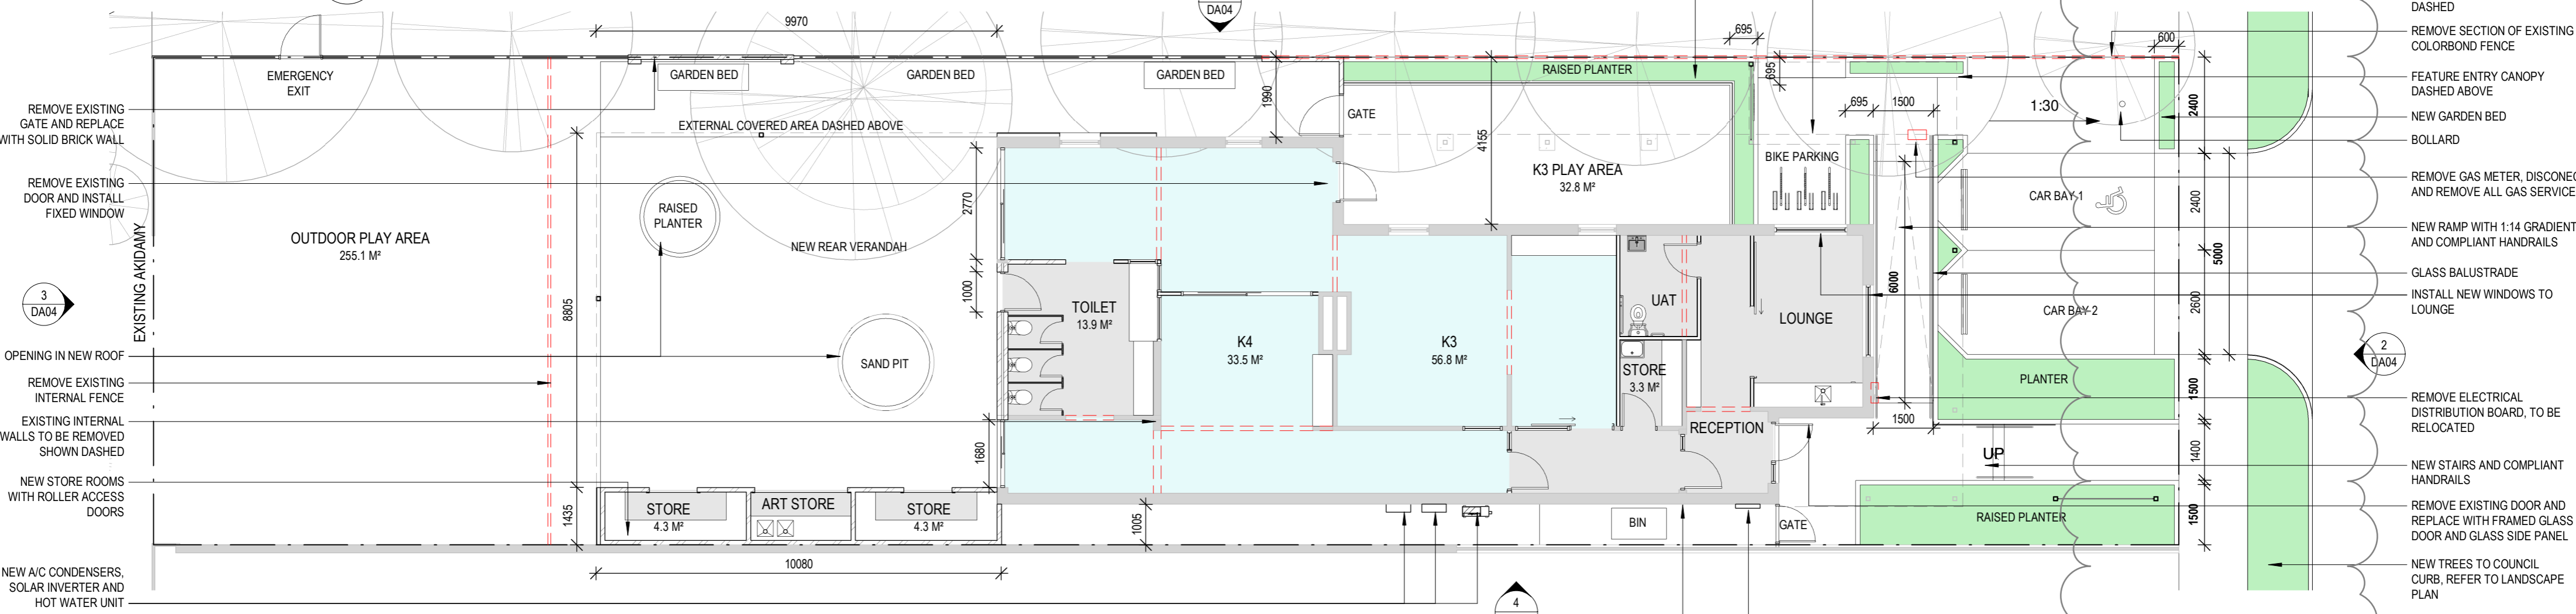 DA04
DASHED
9970
695
600
REMOVE SECTION OF EXISTING
COLORBOND FENCE
EMERGENCY
EXIT
GARDEN BED
GARDEN BED
GARDEN BED
RAISED PLANTER
695
FEATURE ENTRY CANOPY
DASHED ABOVE
REMOVE EXISTING
GATE AND REPLACE
WITH SOLID BRICK WALL
1990
GATE
695
1500
1:30
2400
NEW GARDEN BED
EXTERNAL COVERED AREA DASHED ABOVE
4155
BOLLARD
BIKE PARKING
K3 PLAY AREA
32.8 M²
REMOVE EXISTING
DOOR AND INSTALL
FIXED WINDOW
REMOVE GAS METER, DISCONEC
AND REMOVE ALL GAS SERVICE
2770
RAISED
PLANTER
CAR BAY 1
2400
NEW RAMP WITH 1:14 GRADIENT
AND COMPLIANT HANDRAILS
OUTDOOR PLAY AREA
255.1 M²
NEW REAR VERANDAH
5000
EXISTING AKIDAMY
GLASS BALUSTRADE
3
DA04
1000
6000
INSTALL NEW WINDOWS TO
LOUNGE
8805
TOILET
13.9 M²
UAT
LOUNGE
CAR BAY 2
2600
K4
33.5 M²
K3
56.8 M²
OPENING IN NEW ROOF
SAND PIT
2
DA04
STORE
3.3 M²
REMOVE EXISTING
INTERNAL FENCE
PLANTER
1500
REMOVE ELECTRICAL
DISTRIBUTION BOARD, TO BE
RELOCATED
EXISTING INTERNAL
WALLS TO BE REMOVED
SHOWN DASHED
1500
RECEPTION
1680
1400
UP
NEW STAIRS AND COMPLIANT
HANDRAILS
NEW STORE ROOMS
WITH ROLLER ACCESS
DOORS
STORE
4.3 M²
ART STORE
STORE
4.3 M²
1435
1005
BIN
GATE
RAISED PLANTER
1500
REMOVE EXISTING DOOR AND
REPLACE WITH FRAMED GLASS
DOOR AND GLASS SIDE PANEL
10080
NEW A/C CONDENSERS,
SOLAR INVERTER AND
HOT WATER UNIT
4
NEW TREES TO COUNCIL
CURB, REFER TO LANDSCAPE
PLAN